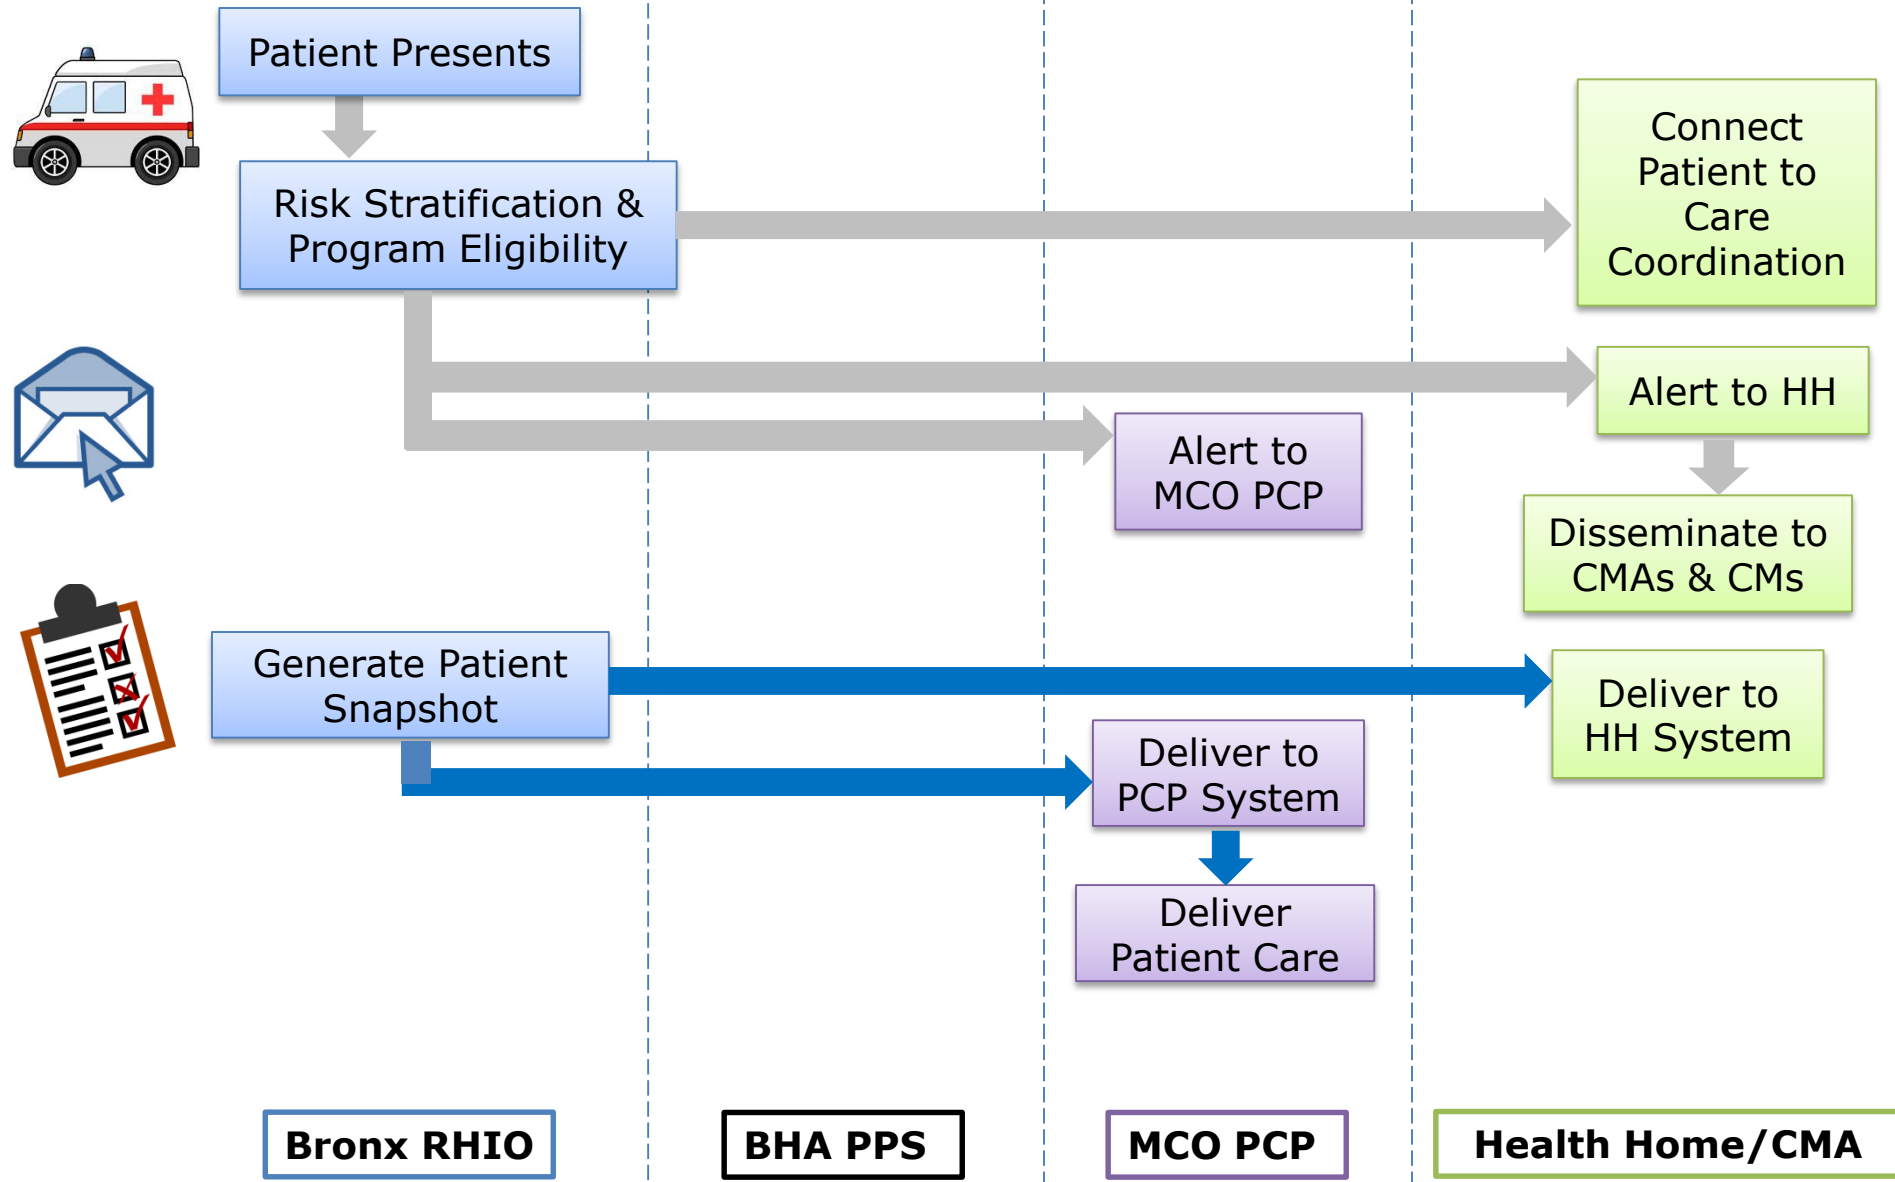 Patient Presents
Risk Stratification &
Program Eligibility
Connect
Patient to
Care
Coordination
Alert to HH
Alert to
MCO PCP
Disseminate to
CMAs & CMs
Generate Patient
Snapshot
Deliver to
HH System
Deliver to
PCP System
Deliver
Patient Care
Bronx RHIO
BHA PPS
MCO PCP
Health Home/CMA